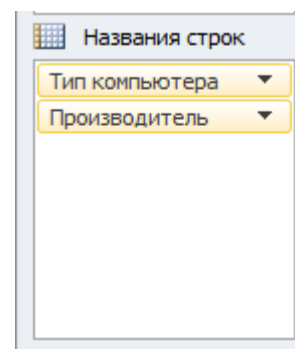 Названия строк
Тип компьютера
Производитель